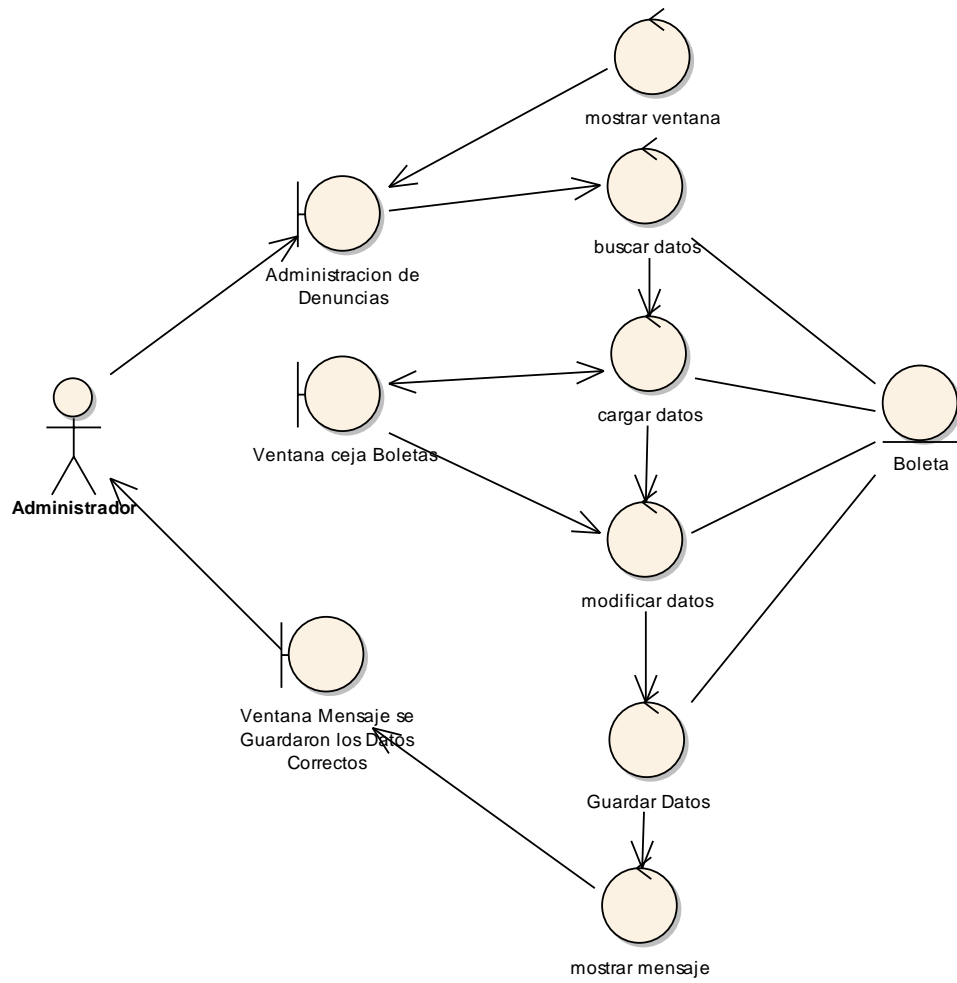 mostrar ventana
buscar datos
Administracion de
Denuncias
cargar datos
Ventana ceja Boletas
Boleta
Administrador
modificar datos
Ventana Mensaje se
Guardaron los Datos
Correctos
Guardar Datos
mostrar mensaje